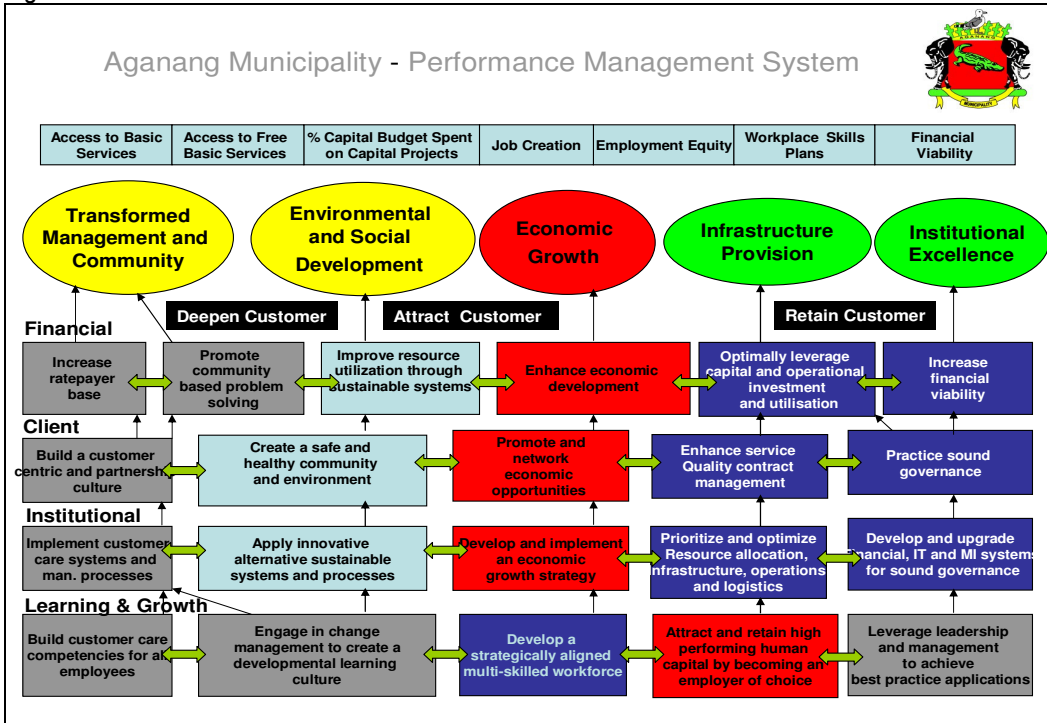 Aganang Municipality - Performance Management System
AGANANG
MUNICIPALITY
Access to Basic
Services
Access to Free
Basic Services
% Capital Budget Spent
on Capital Projects
Job Creation
Employment Equity
Workplace Skills
Plans
Financial
Viability
Transformed
Management and
Community
Environmental
and Social
Development
Economic
Growth
Infrastructure
Provision
Institutional
Excellence
Deepen Customer
Attract Customer
Retain Customer
Financial
Increase
ratepayer
base
Promote
community
based problem
solving
Improve resource
utilization through
sustainable systems
Enhance economic
development
Optimally leverage
capital and operational
investment
and utilisation
Increase
financial
viability
Client
Build a customer
centric and partnership
culture
Create a safe and
healthy community
and environment
Promote and
network
economic
opportunities
Enhance service
Quality contract
management
Practice sound
governance
Institutional
Implement customer
care systems and
man. processes
Apply innovative
alternative sustainable
systems and processes
Develop and implement
an economic
growth strategy
Prioritize and optimize
Resource allocation,
infrastructure, operations
and logistics
Develop and upgrade
financial, IT and MI systems
for sound governance
Learning & Growth
Build customer care
competencies for all
employees
Engage in change
management to create a
developmental learning
culture
Develop a
strategically aligned
multi-skilled workforce
Attract and retain high
performing human
capital by becoming an
employer of choice
Leverage leadership
and management
to achieve
best practice applications